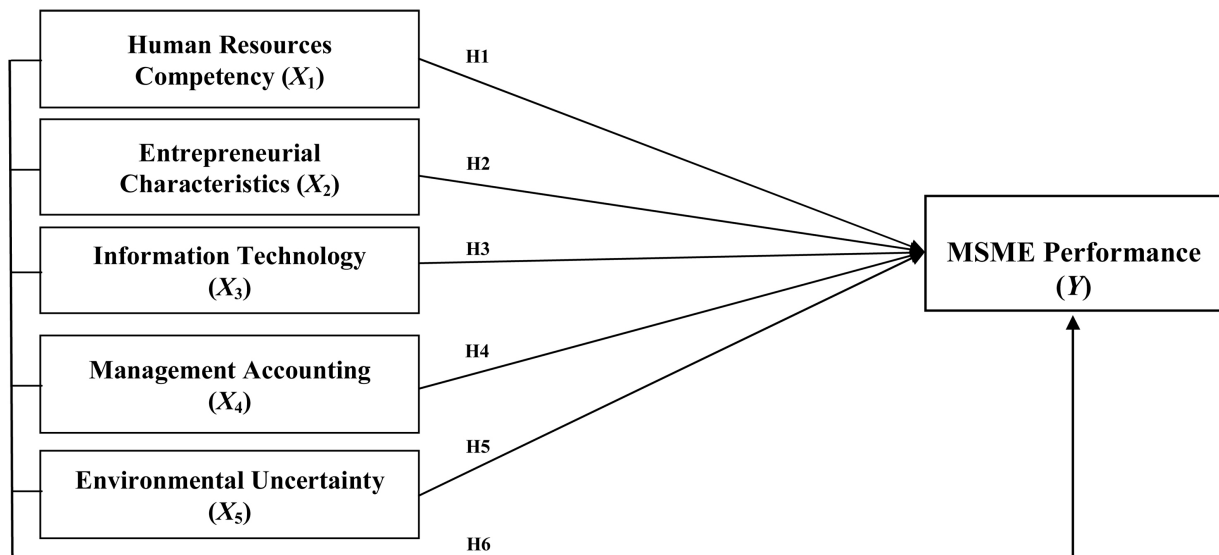 Human Resources
Competency (X₁)
H1
Entrepreneurial
Characteristics (X₂)
H2
Information Technology
(X₃)
H3
Management Accounting
(X₄)
H4
Environmental Uncertainty
(X₅)
H5
H6
MSME Performance
(Y)